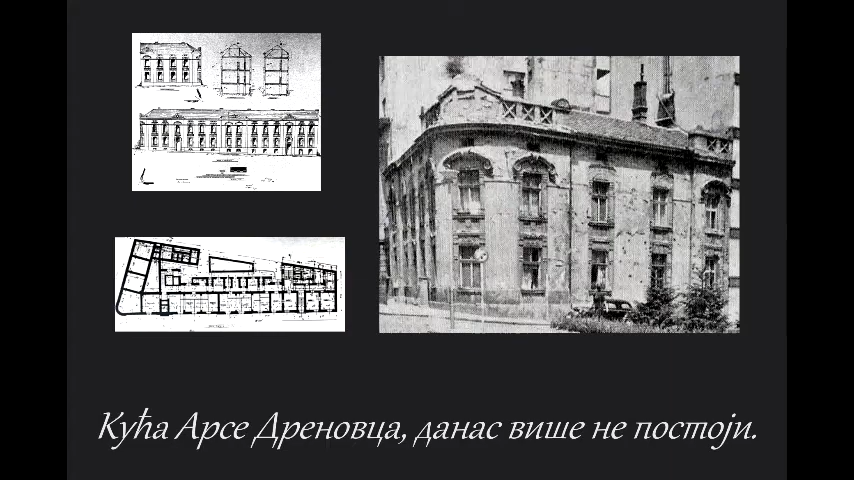 Кућа Арсе Дреновца, данас више не постоји.